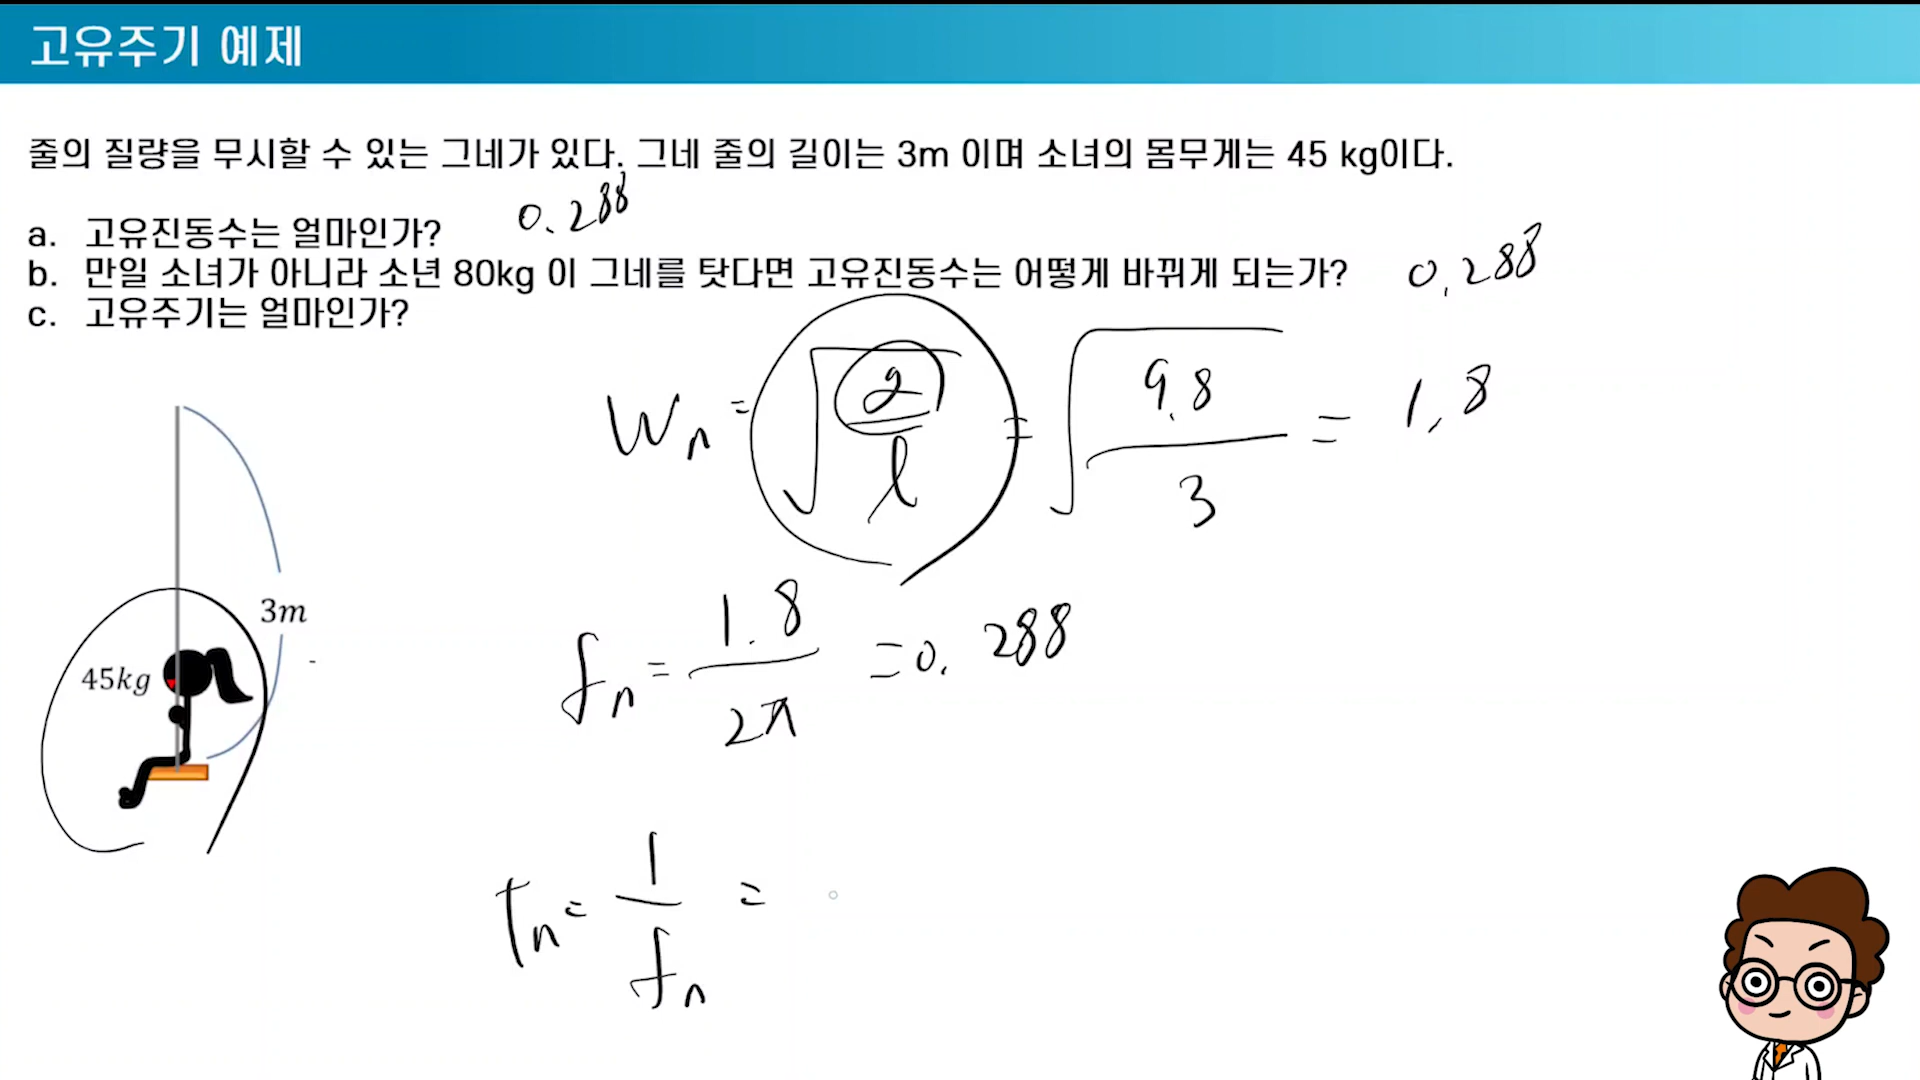 고유주기 예제
줄의 질량을 무시할 수 있는 그네가 있다. 그네 줄의 길이는 3m 이며 소녀의 몸무게는 45 kg이다.
a. 고유진동수는 얼마인가? 0.288
b. 만일 소녀가 아니라 소년 80kg 이 그네를 탓다면 고유진동수는 어떻게 바뀌게 되는가? 0.288
c. 고유주기는 얼마인가?
Wn = √(g/l) = √(9.8/3) = 1.8
3m
45kg
fn = 1.8/2π = 0.288
Tn = 1/fn =